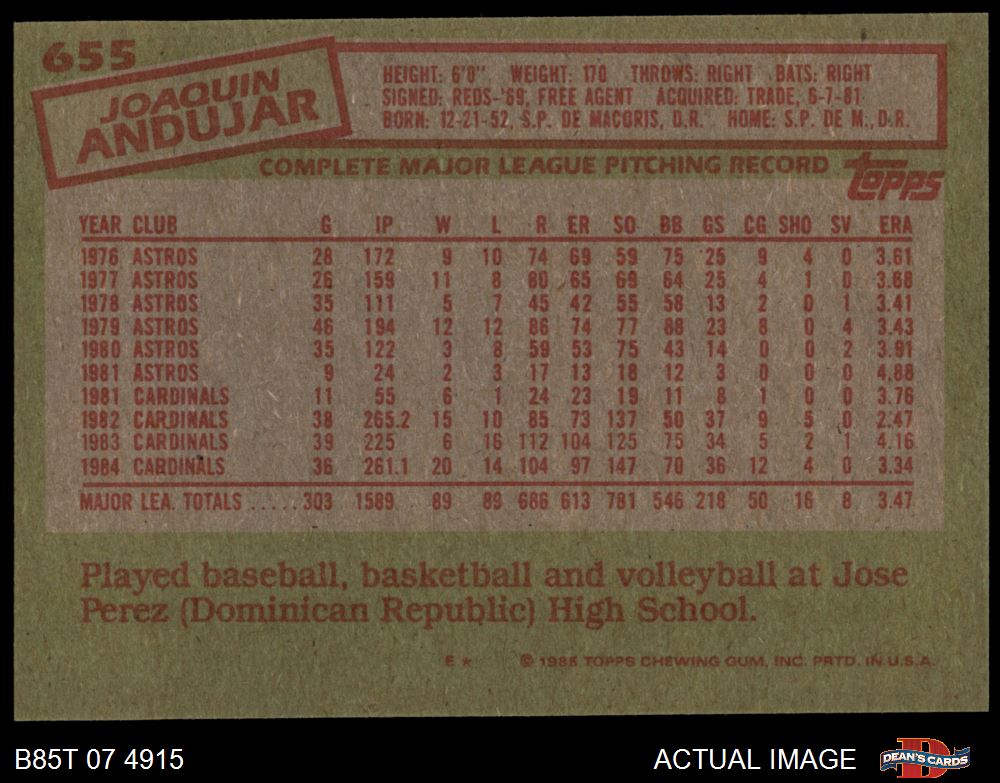 655
JOAQUIN
ANDUJAR
HEIGHT: 6'0" WEIGHT: 170 THROWS: RIGHT BATS: RIGHT
SIGNED: REDS-'69, FREE AGENT ACQUIRED: TRADE, 6-7-81
BORN: 12-21-52, S.P. DE MACORIS, D.R. HOME: S.P. DE M., D.R.
COMPLETE MAJOR LEAGUE PITCHING RECORD
TOPPS
YEAR CLUB G IP W L R ER SO BB GS CG SHO SV ERA
1976 ASTROS 28 172 9 10 74 69 59 75 25 9 4 0 3.61
1977 ASTROS 26 159 11 8 80 65 69 64 25 4 1 0 3.68
1978 ASTROS 35 111 5 7 45 42 55 58 13 2 0 1 3.41
1979 ASTROS 46 194 12 12 86 74 77 88 23 8 0 4 3.43
1980 ASTROS 35 122 3 8 59 53 75 43 14 0 0 2 3.91
1981 ASTROS 9 24 2 3 17 13 18 12 3 0 0 0 4.88
1981 CARDINALS 11 55 6 1 24 23 19 11 8 1 0 0 3.76
1982 CARDINALS 38 265.2 15 10 85 73 137 50 37 9 5 0 2.47
1983 CARDINALS 39 225 6 16 112 104 125 75 34 5 2 1 4.16
1984 CARDINALS 36 261.1 20 14 104 97 147 70 36 12 4 0 3.34
MAJOR LEA. TOTALS ..... 303 1589 89 89 686 613 781 546 218 50 16 8 3.47
Played baseball, basketball and volleyball at Jose
Perez (Dominican Republic) High School.
E * © 1985 TOPPS CHEWING GUM, INC. PRTD. IN U.S.A.
B85T 07 4915 ACTUAL IMAGE DEAN'S CARDS